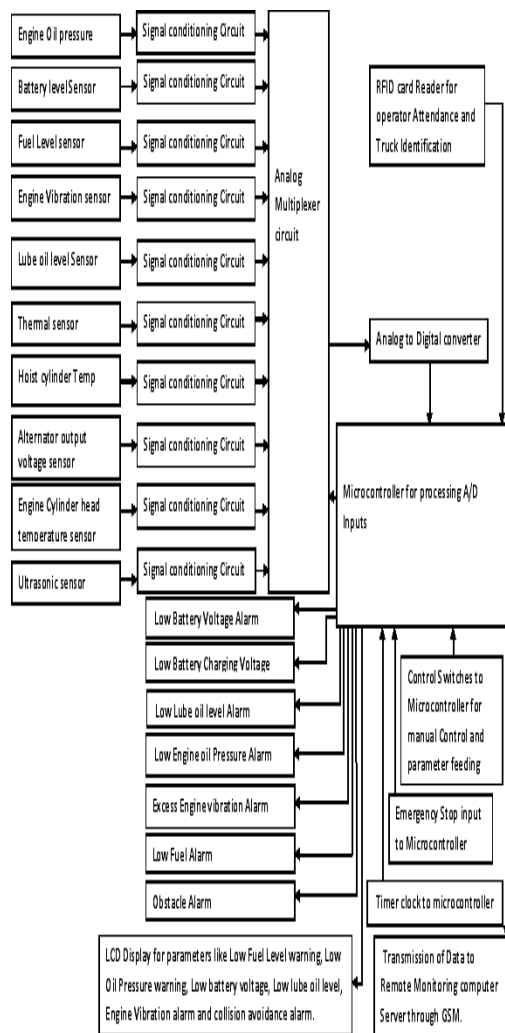 Engine Oil pressure
Signal conditioning Circuit
Battery level Sensor
Signal conditioning Circuit
Fuel Level sensor
Signal conditioning Circuit
Engine Vibration sensor
Signal conditioning Circuit
Lube oil level Sensor
Signal conditioning Circuit
Thermal sensor
Signal conditioning Circuit
Hoist cylinder Temp
Signal conditioning Circuit
Alternator output
voltage sensor
Signal conditioning Circuit
Engine Cylinder head
temperature sensor
Signal conditioning Circuit
Ultrasonic sensor
Signal conditioning Circuit
Analog
Multiplexer
circuit
RFID card Reader for
operator Attendance and
Truck Identification
Analog to Digital converter
Microcontroller for processing A/D
Inputs
Low Battery Voltage Alarm
Low Battery Charging Voltage
Low Lube oil level Alarm
Low Engine oil Pressure Alarm
Excess Engine vibration Alarm
Low Fuel Alarm
Obstacle Alarm
Control Switches to
Microcontroller for
manual Control and
parameter feeding
Emergency Stop input
to Microcontroller
Timer clock to microcontroller
LCD Display for parameters like Low Fuel Level warning, Low
Oil Pressure warning, Low battery voltage, Low lube oil level,
Engine Vibration alarm and collision avoidance alarm.
Transmission of Data to
Remote Monitoring computer
Server through GSM.